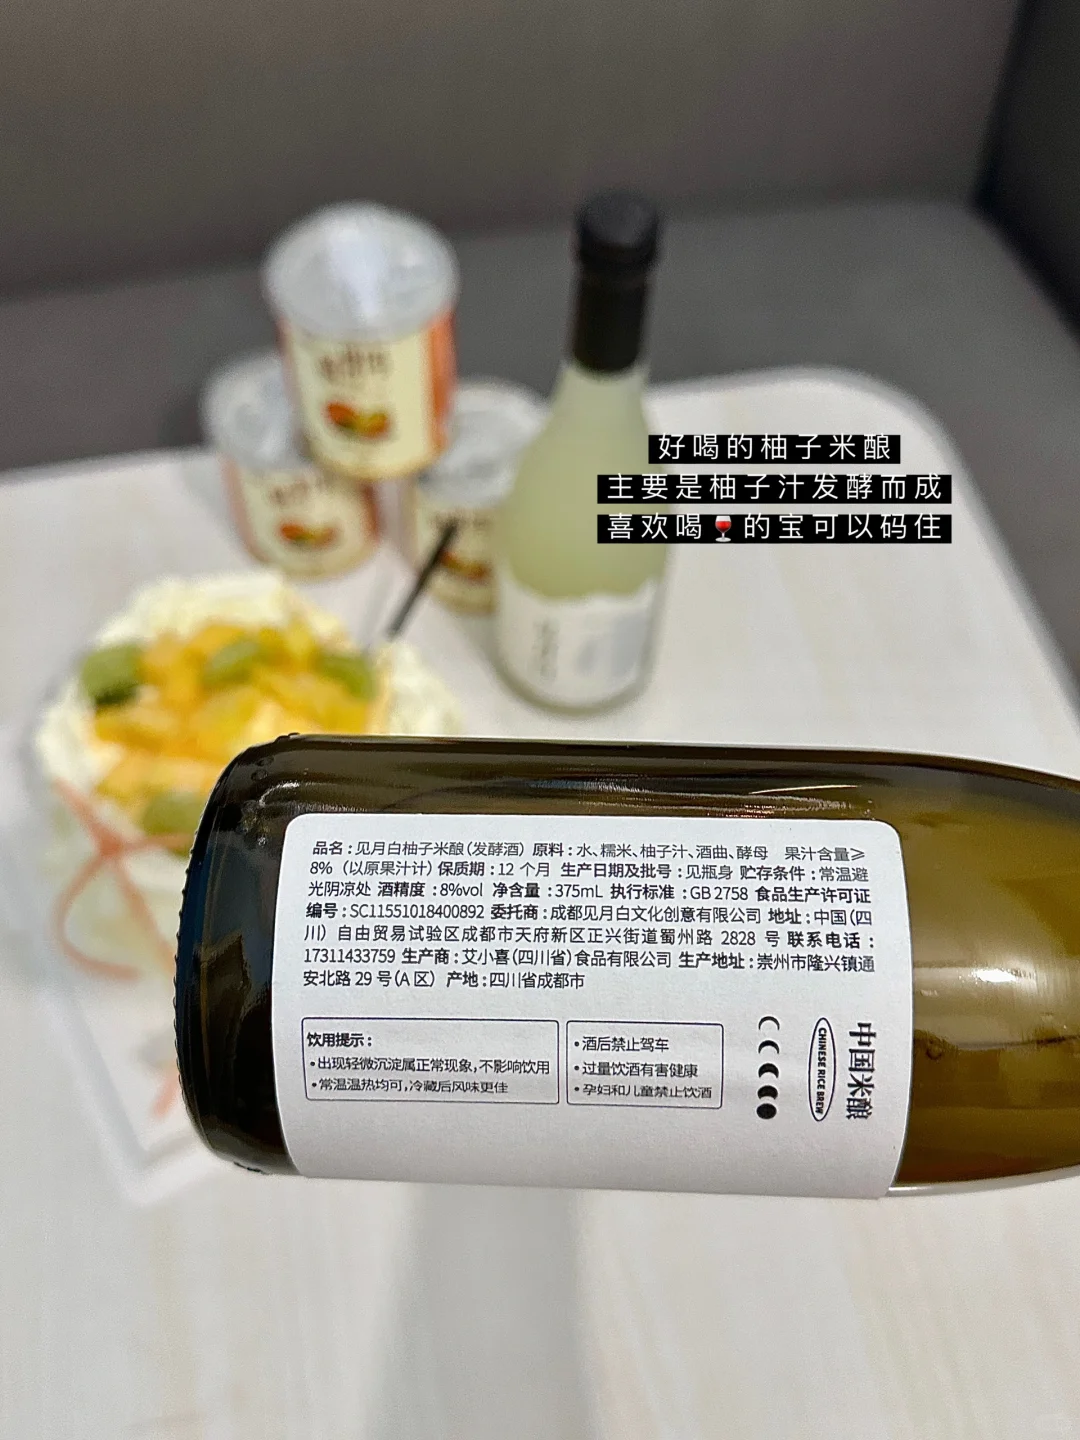 好喝的柚子米酿
主要是柚子汁发酵而成
喜欢喝🍷的宝可以码住
品名:见月白柚子米酿(发酵酒) 原料:水、糯米、柚子汁、酒曲、酵母 果汁含量≥
8% (以原果汁计) 保质期:12 个月 生产日期及批号:见瓶身 贮存条件:常温避
光阴凉处 酒精度:8%vol 净含量:375mL 执行标准:GB 2758 食品生产许可证
编号:SC11551018400892 委托商:成都见月白文化创意有限公司 地址:中国(四
川)自由贸易试验区成都市天府新区正兴街道蜀州路 2828 号 联系电话:
17311433759 生产商:艾小喜(四川省)食品有限公司 生产地址:崇州市隆兴镇通
安北路 29 号(A 区) 产地:四川省成都市
饮用提示:
•出现轻微沉淀属正常现象,不影响饮用
•常温温热均可,冷藏后风味更佳
•酒后禁止驾车
•过量饮酒有害健康
•孕妇和儿童禁止饮酒
CHINESE RICE BREW
中国米酿